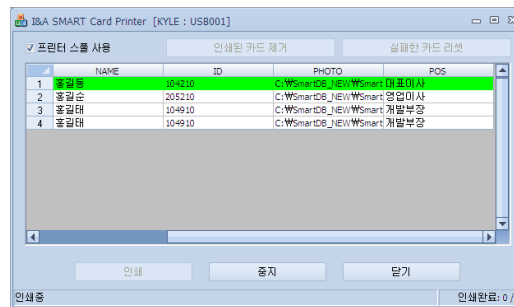 I&A SMART Card Printer [KYLE : USB001]
프린터 스풀 사용 인쇄된 카드 제거 실패한 카드 리셋
NAME ID PHOTO POS
1 홍길동 104210 C:₩SmartDB_NEW₩Smart 대표이사
2 홍길순 205210 C:₩SmartDB_NEW₩Smart 영업이사
3 홍길태 104910 C:₩SmartDB_NEW₩Smart 개발부장
4 홍길태 104910 C:₩SmartDB_NEW₩Smart 개발부장
인쇄 중지 닫기
인쇄중 인쇄완료: 0 /